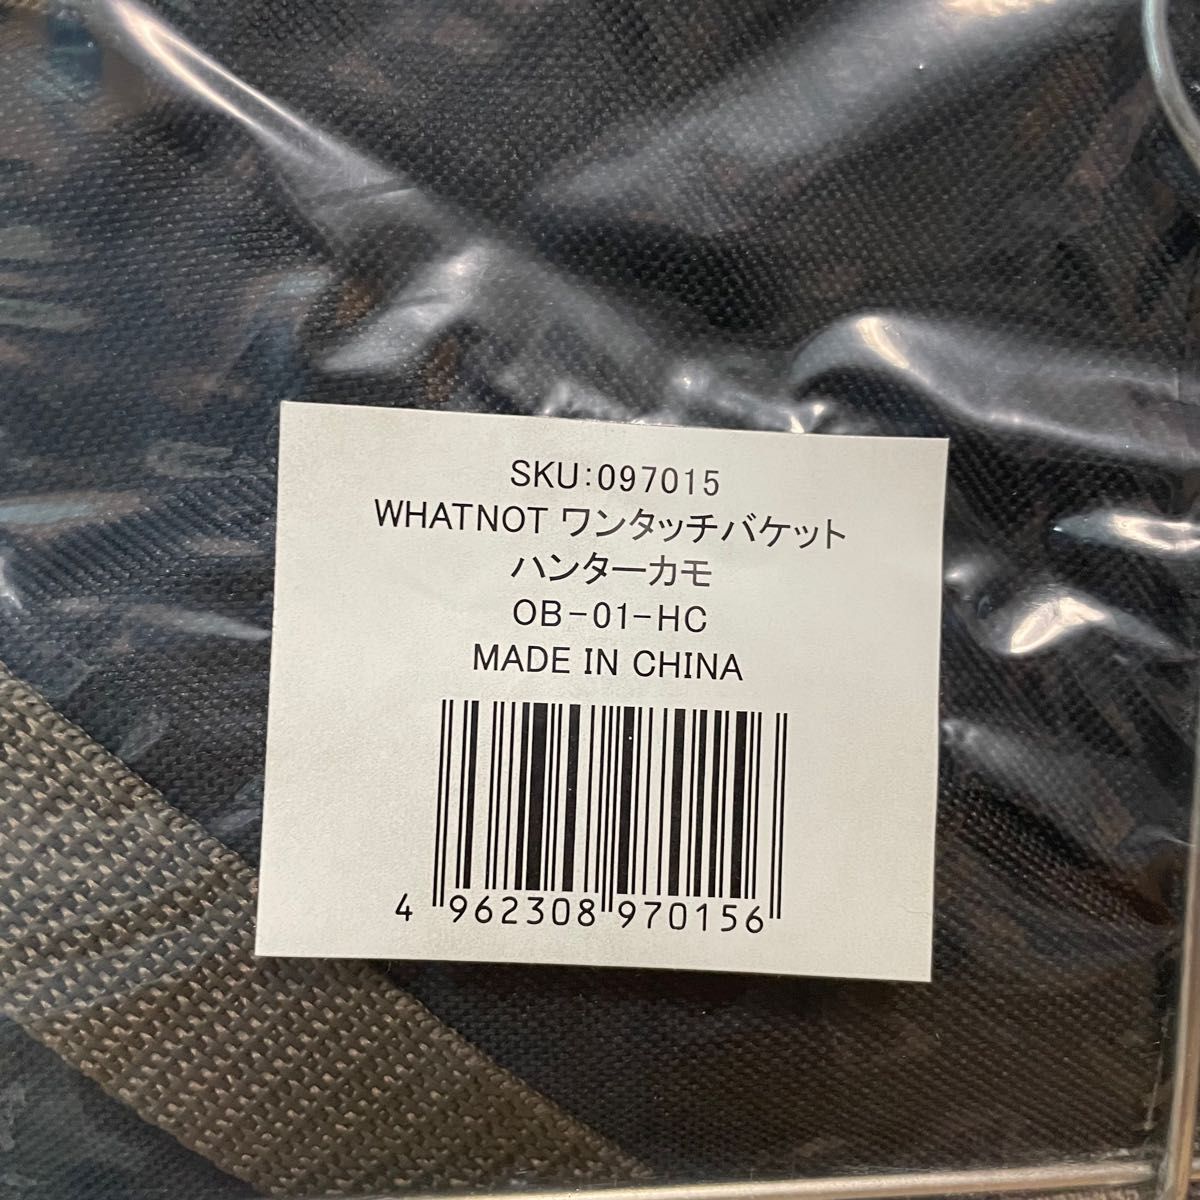 SKU:097015
WHATNOT ワンタッチバケット
ハンターカモ
OB-01-HC
MADE IN CHINA
4 962308 970156